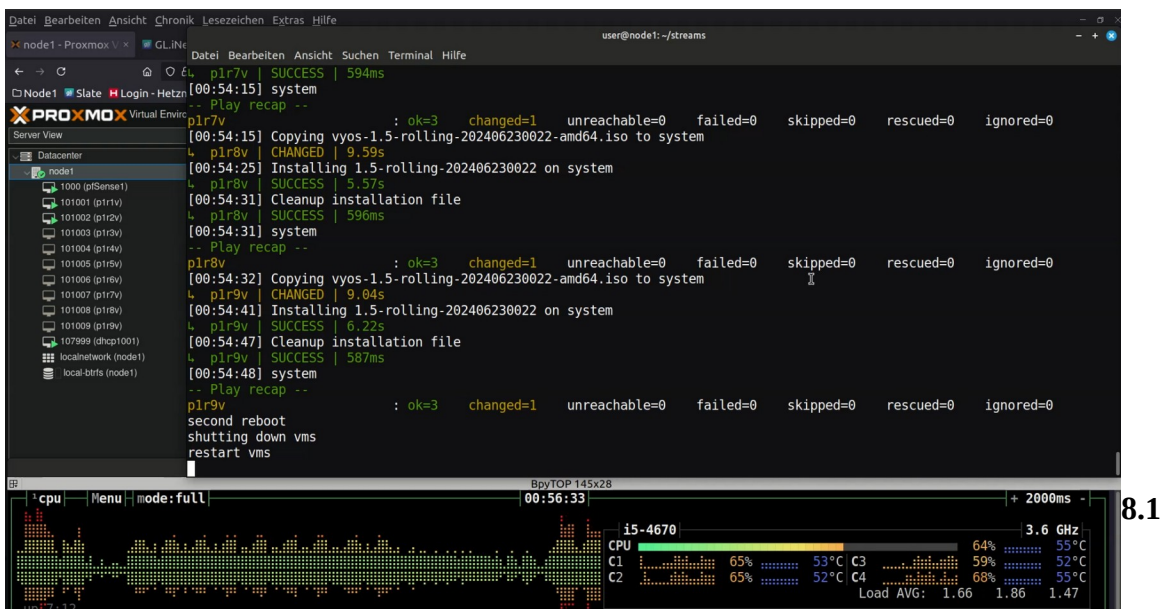 Datei Bearbeiten Ansicht Chronik Lesezeichen Extras Hilfe
user@node1: ~/streams
node1 - Proxmox V
GL.iNe
Datei Bearbeiten Ansicht Suchen Terminal Hilfe
Node1 Slate Login - Hetzn
PROXMOX Virtual Enviro
Server View
Datacenter
node1
1000 (pfSense1)
101001 (p1r1v)
101002 (p1r2v)
101003 (p1r3v)
101004 (p1r4v)
101005 (p1r5v)
101006 (p1r6v)
101007 (p1r7v)
101008 (p1r8v)
101009 (p1r9v)
107999 (dhcp1001)
localnetwork (node1)
local-btrfs (node1)
↳ p1r7v | SUCCESS | 594ms
[00:54:15] system
-- Play recap --
p1r7v : ok=3 changed=1 unreachable=0 failed=0 skipped=0 rescued=0 ignored=0
[00:54:15] Copying vyos-1.5-rolling-202406230022-amd64.iso to system
↳ p1r8v | CHANGED | 9.59s
[00:54:25] Installing 1.5-rolling-202406230022 on system
↳ p1r8v | SUCCESS | 5.57s
[00:54:31] Cleanup installation file
↳ p1r8v | SUCCESS | 596ms
[00:54:31] system
-- Play recap --
p1r8v : ok=3 changed=1 unreachable=0 failed=0 skipped=0 rescued=0 ignored=0
[00:54:32] Copying vyos-1.5-rolling-202406230022-amd64.iso to system
↳ p1r9v | CHANGED | 9.04s
[00:54:41] Installing 1.5-rolling-202406230022 on system
↳ p1r9v | SUCCESS | 6.22s
[00:54:47] Cleanup installation file
↳ p1r9v | SUCCESS | 587ms
[00:54:48] system
-- Play recap --
p1r9v : ok=3 changed=1 unreachable=0 failed=0 skipped=0 rescued=0 ignored=0
second reboot
shutting down vms
restart vms
BpyTOP 145x28
¹cpu Menu mode:full 00:56:33 + 2000ms -
8.1
i5-4670 3.6 GHz
CPU 64% 55°C
C1 65% 53°C C3 59% 52°C
C2 65% 52°C C4 68% 55°C
Load AVG: 1.66 1.86 1.47
up 7:12